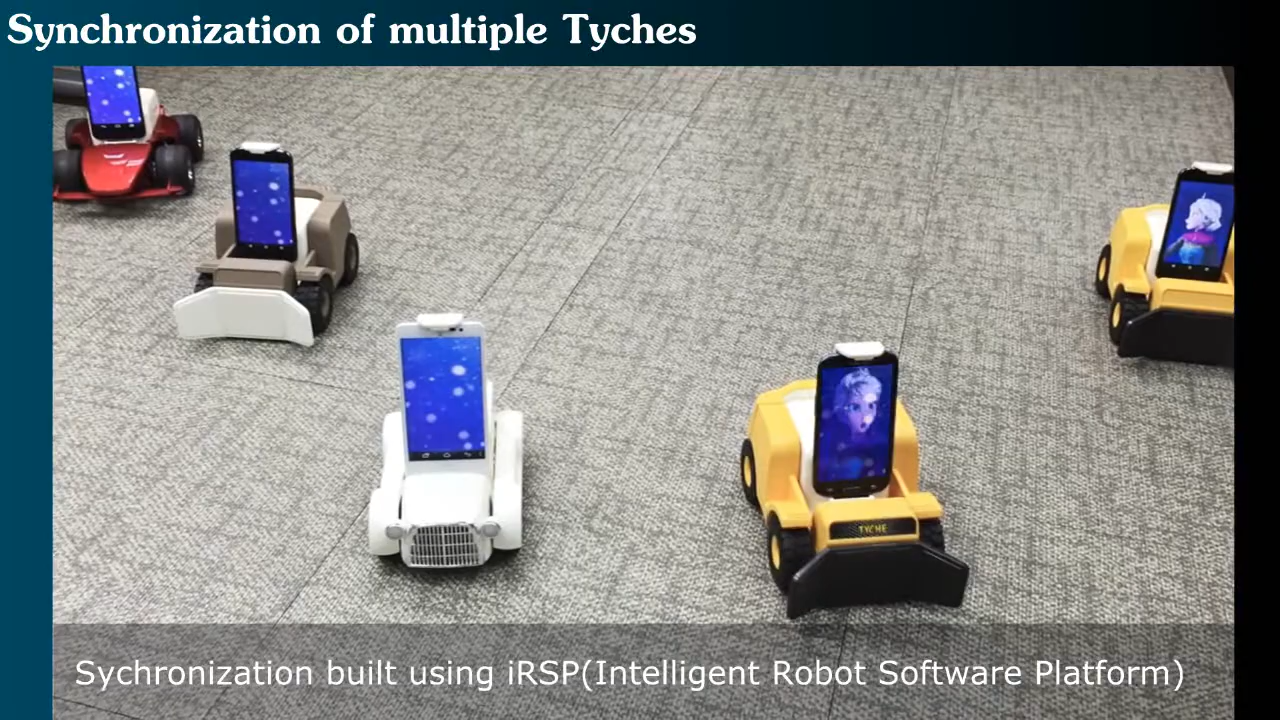 Synchronization of multiple Tyches
TYCHE
Sychronization built using iRSP(Intelligent Robot Software Platform)